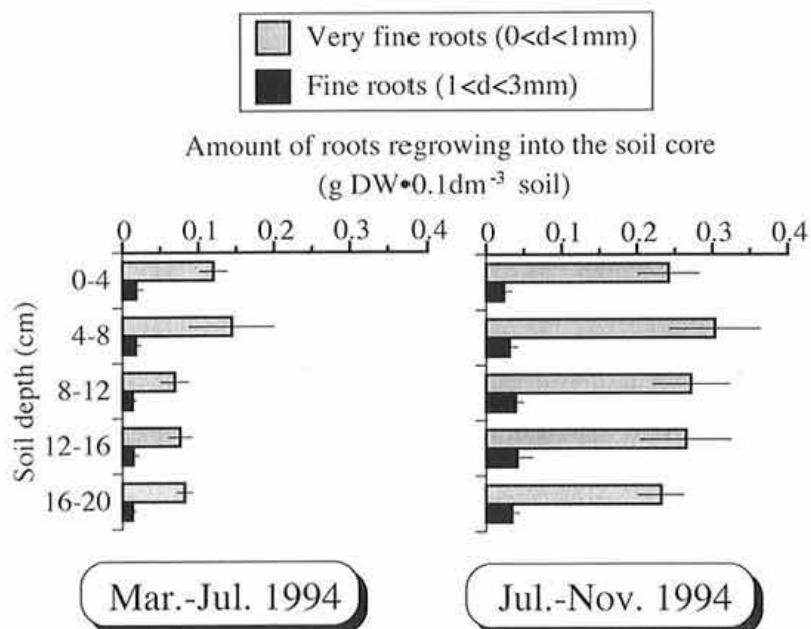 Very fine roots (0<d<1mm)
Fine roots (1<d<3mm)
Amount of roots regrowing into the soil core
(g DW•0.1dm⁻³ soil)
0 0.1 0.2 0.3 0.4
0 0.1 0.2 0.3 0.4
Soil depth (cm)
0-4
4-8
8-12
12-16
16-20
Mar.-Jul. 1994
Jul.-Nov. 1994